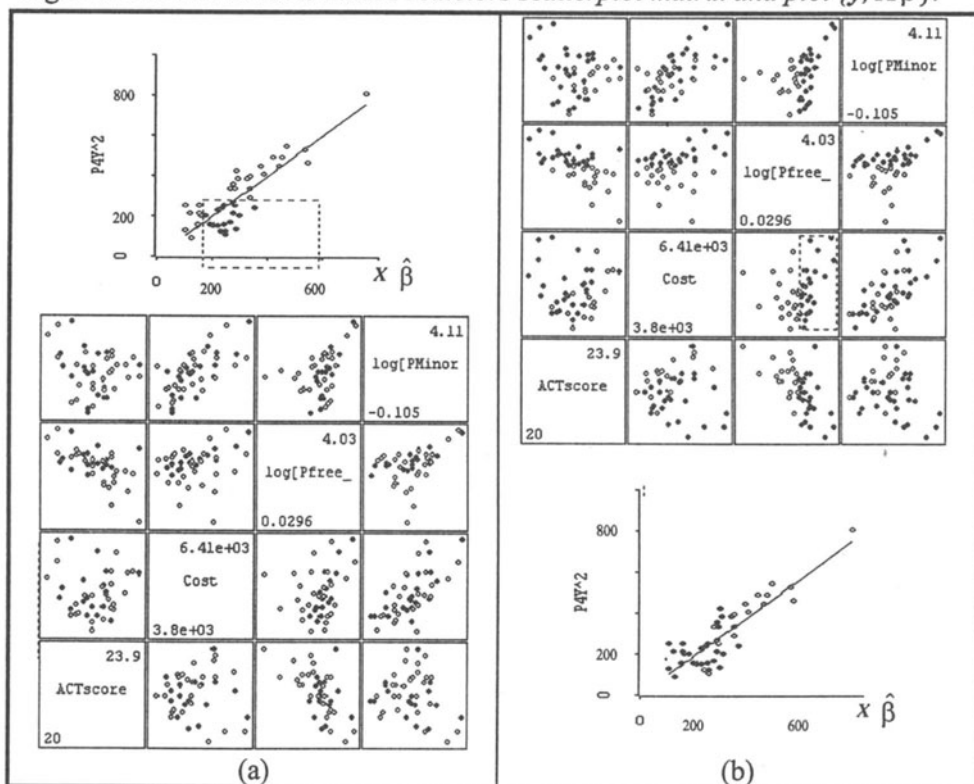 800
P4Y^2
200
0
0
200
600
X β̂
4.11
log[PMinor
-0.105
4.03
log[Pfree_
0.0296
6.41e+03
Cost
3.8e+03
23.9
ACTscore
20
(a)
4.11
log[PMinor
-0.105
4.03
log[Pfree_
0.0296
6.41e+03
Cost
3.8e+03
23.9
ACTscore
20
800
P4Y^2
200
0
0
200
600
X β̂
(b)